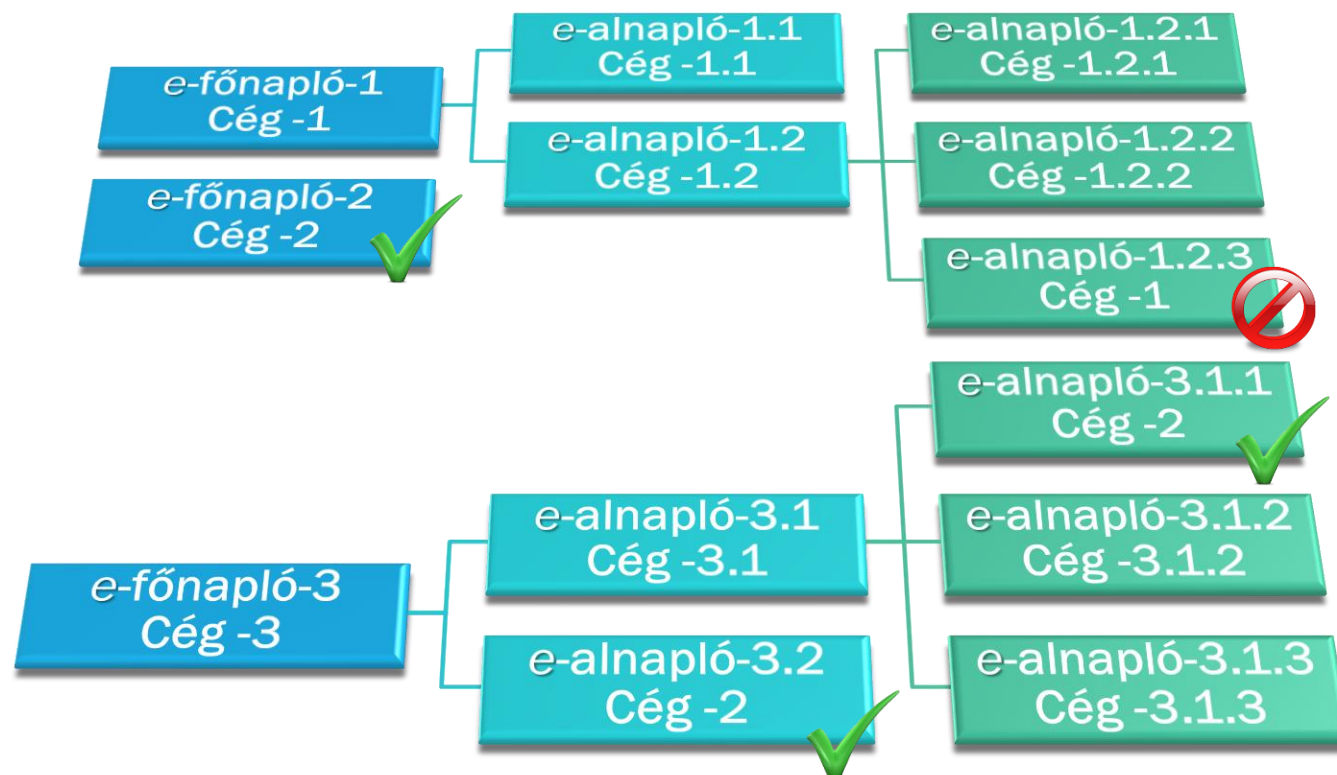 e-főnapló-1
Cég -1
e-főnapló-2
Cég -2
e-alnapló-1.1
Cég -1.1
e-alnapló-1.2
Cég -1.2
e-alnapló-1.2.1
Cég -1.2.1
e-alnapló-1.2.2
Cég -1.2.2
e-alnapló-1.2.3
Cég -1
e-főnapló-3
Cég -3
e-alnapló-3.1
Cég -3.1
e-alnapló-3.2
Cég -2
e-alnapló-3.1.1
Cég -2
e-alnapló-3.1.2
Cég -3.1.2
e-alnapló-3.1.3
Cég -3.1.3